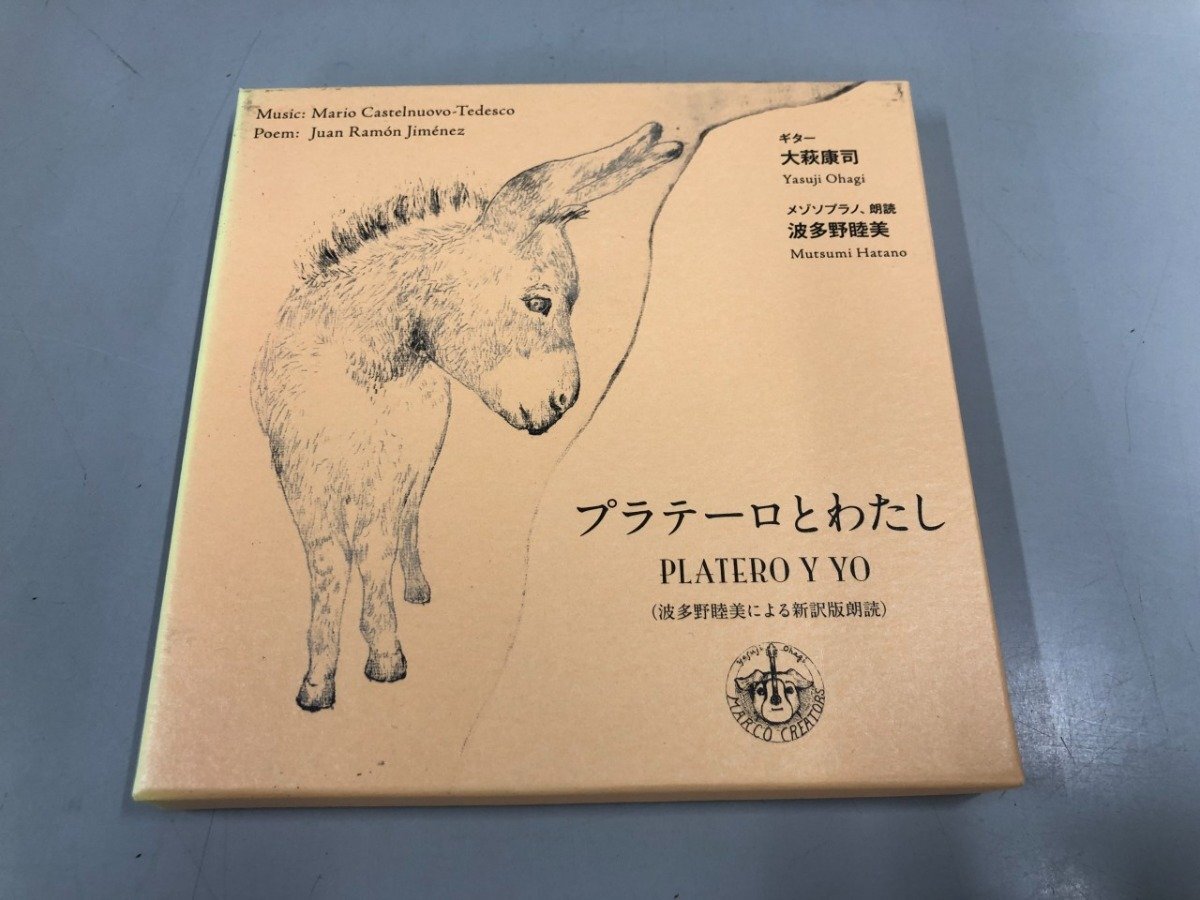 Music: Mario Castelnuovo-Tedesco
Poem: Juan Ramón Jiménez
ギター
大萩康司
Yasuji Ohagi
メゾソプラノ、朗読
波多野睦美
Mutsumi Hatano
プラテーロとわたし
PLATERO Y YO
(波多野睦美による新訳版朗読)
Yasuji Ohagi
MARCO CREATORS